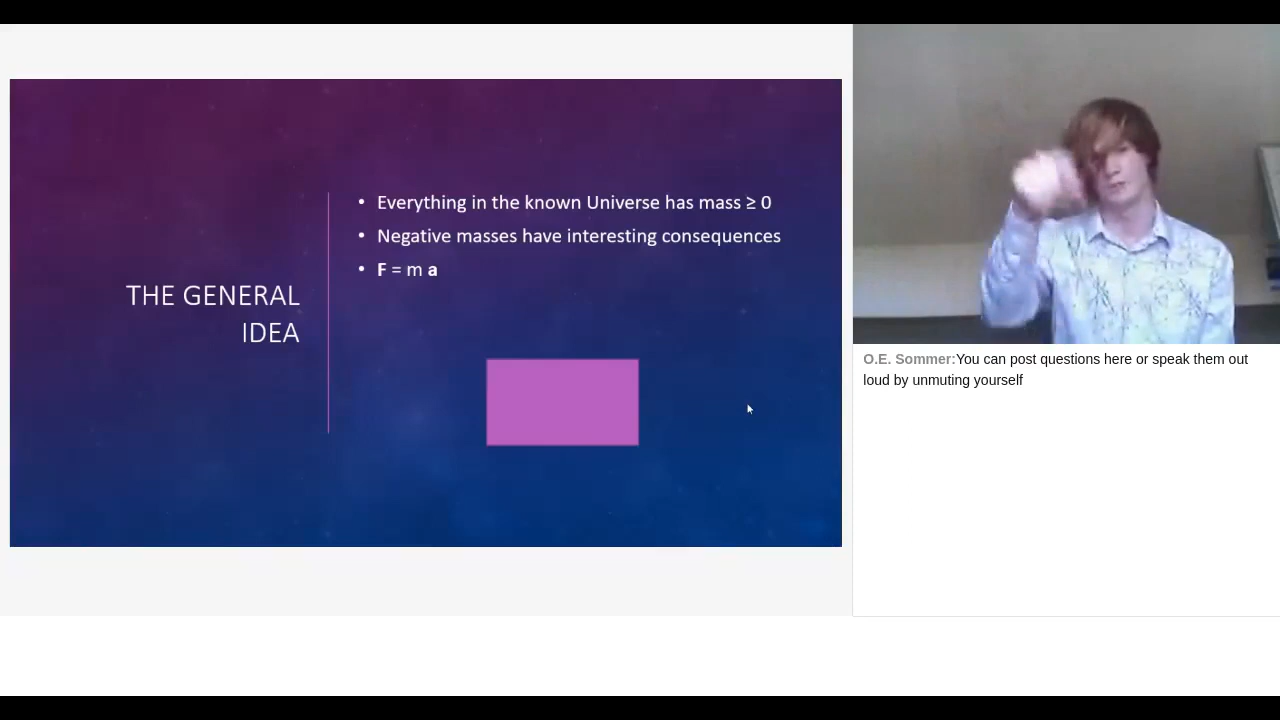 THE GENERAL
IDEA
• Everything in the known Universe has mass ≥ 0
• Negative masses have interesting consequences
• F = m a
O.E. Sommer:You can post questions here or speak them out
loud by unmuting yourself